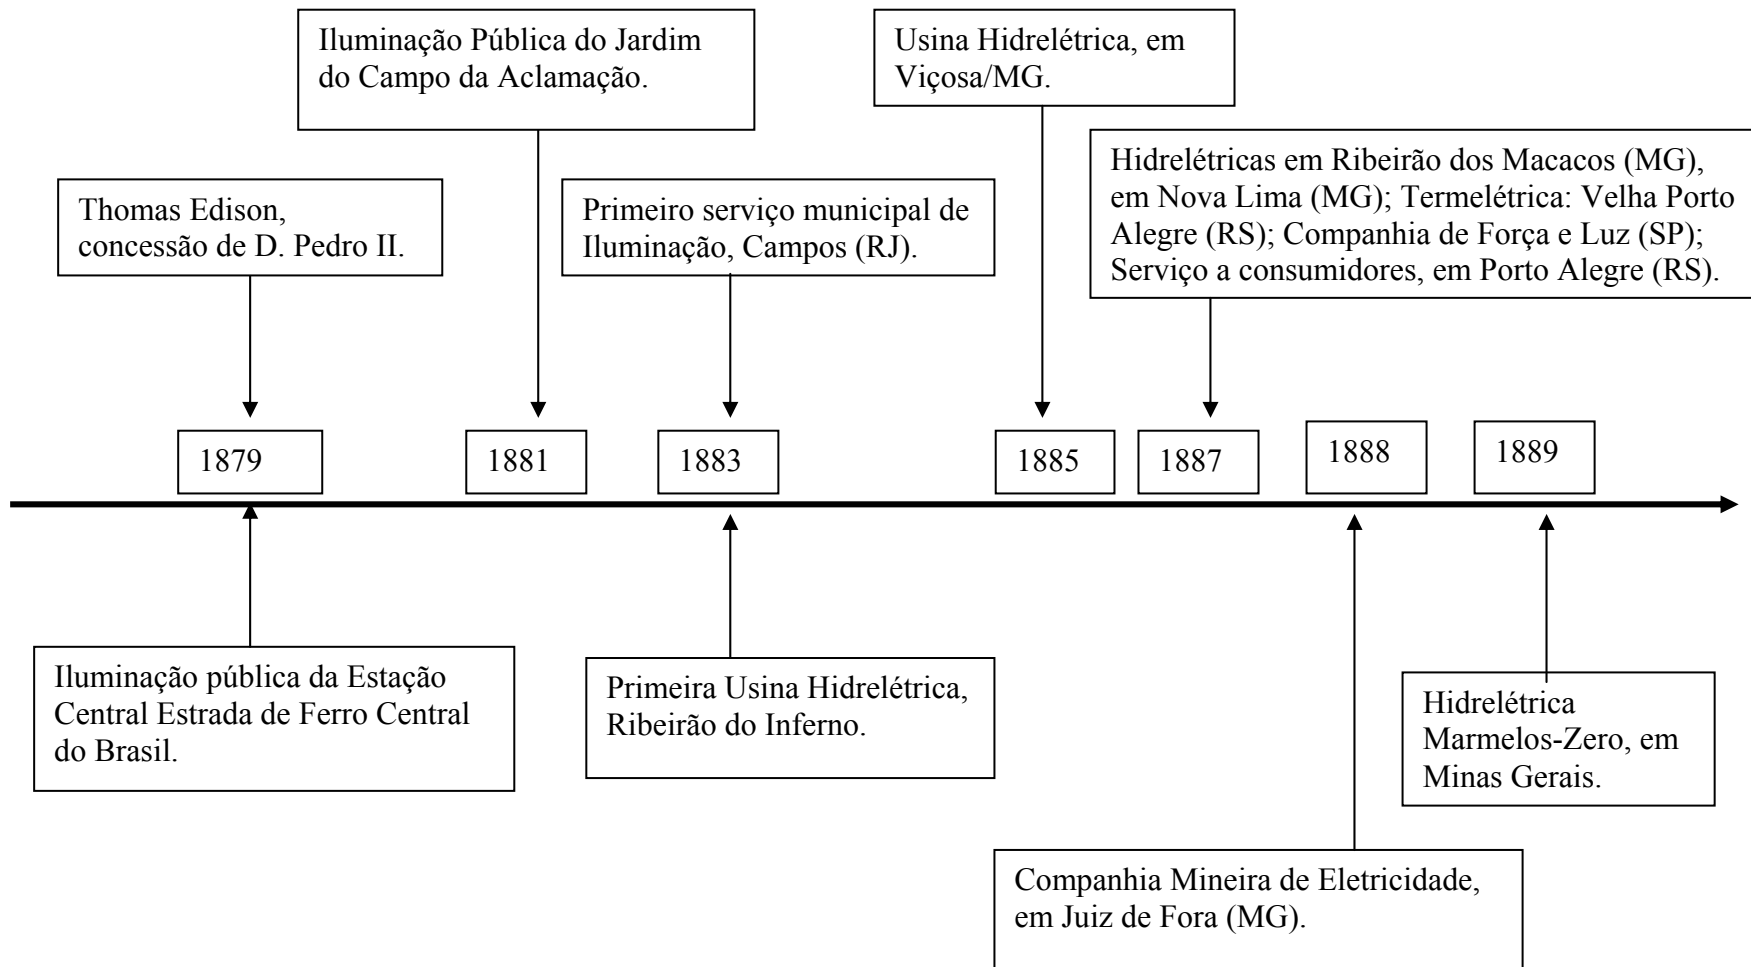 Iluminação Pública do Jardim
do Campo da Aclamação.
Usina Hidrelétrica, em
Viçosa/MG.
Thomas Edison,
concessão de D. Pedro II.
Primeiro serviço municipal de
Iluminação, Campos (RJ).
Hidrelétricas em Ribeirão dos Macacos (MG),
em Nova Lima (MG); Termelétrica: Velha Porto
Alegre (RS); Companhia de Força e Luz (SP);
Serviço a consumidores, em Porto Alegre (RS).
1879
1881
1883
1885
1887
1888
1889
Iluminação pública da Estação
Central Estrada de Ferro Central
do Brasil.
Primeira Usina Hidrelétrica,
Ribeirão do Inferno.
Hidrelétrica
Marmelos-Zero, em
Minas Gerais.
Companhia Mineira de Eletricidade,
em Juiz de Fora (MG).